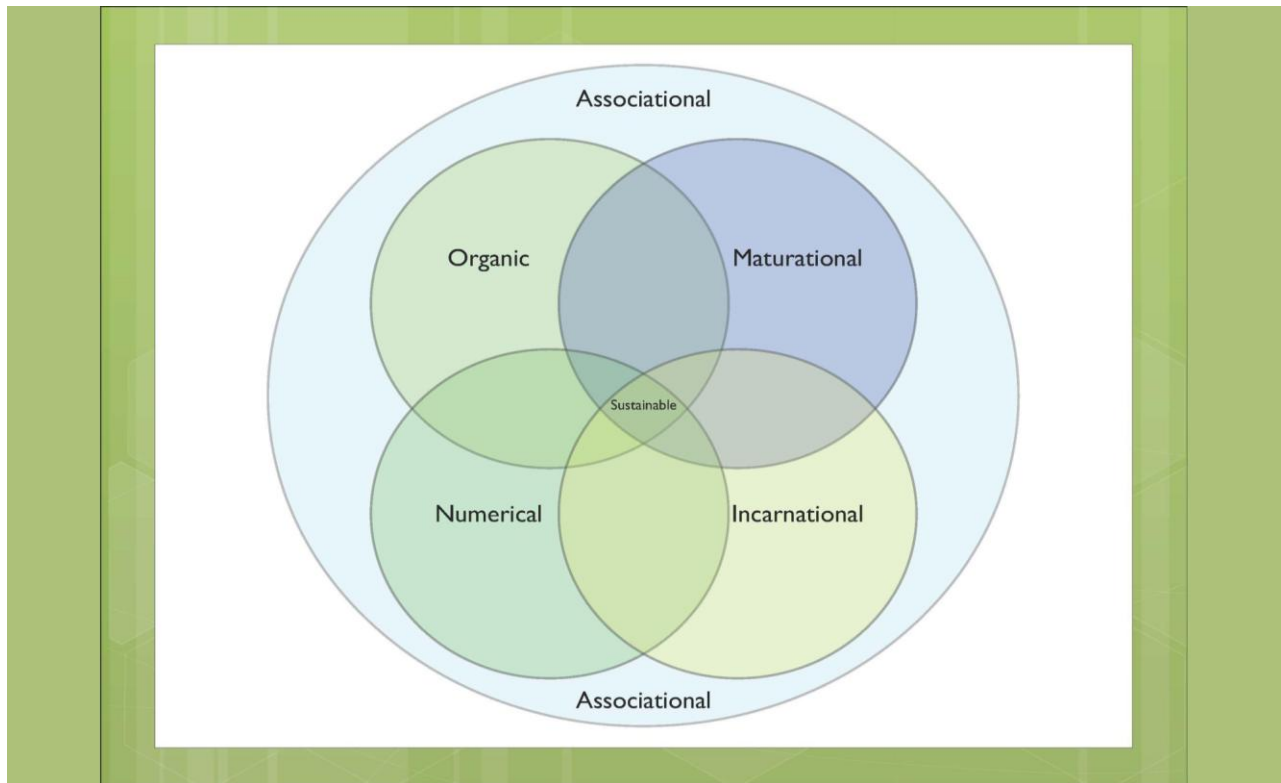 Associational
Organic
Maturational
Sustainable
Numerical
Incarnational
Associational